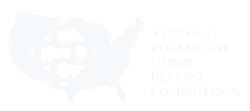 NATIONAL
COLLEGIATE
CYBER
DEFENSE
COMPETITION